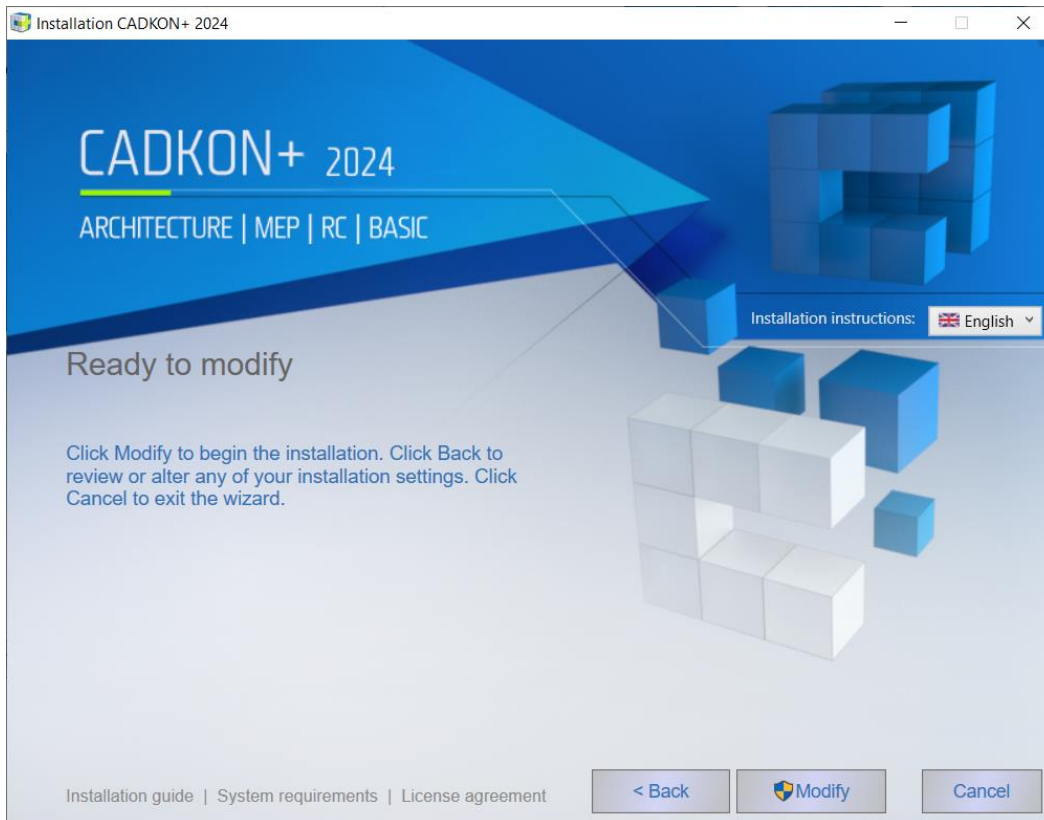 Installation CADKON+ 2024
CADKON+ 2024
ARCHITECTURE | MEP | RC | BASIC
Installation instructions: English
Ready to modify
Click Modify to begin the installation. Click Back to
review or alter any of your installation settings. Click
Cancel to exit the wizard.
Installation guide | System requirements | License agreement
< Back
Modify
Cancel